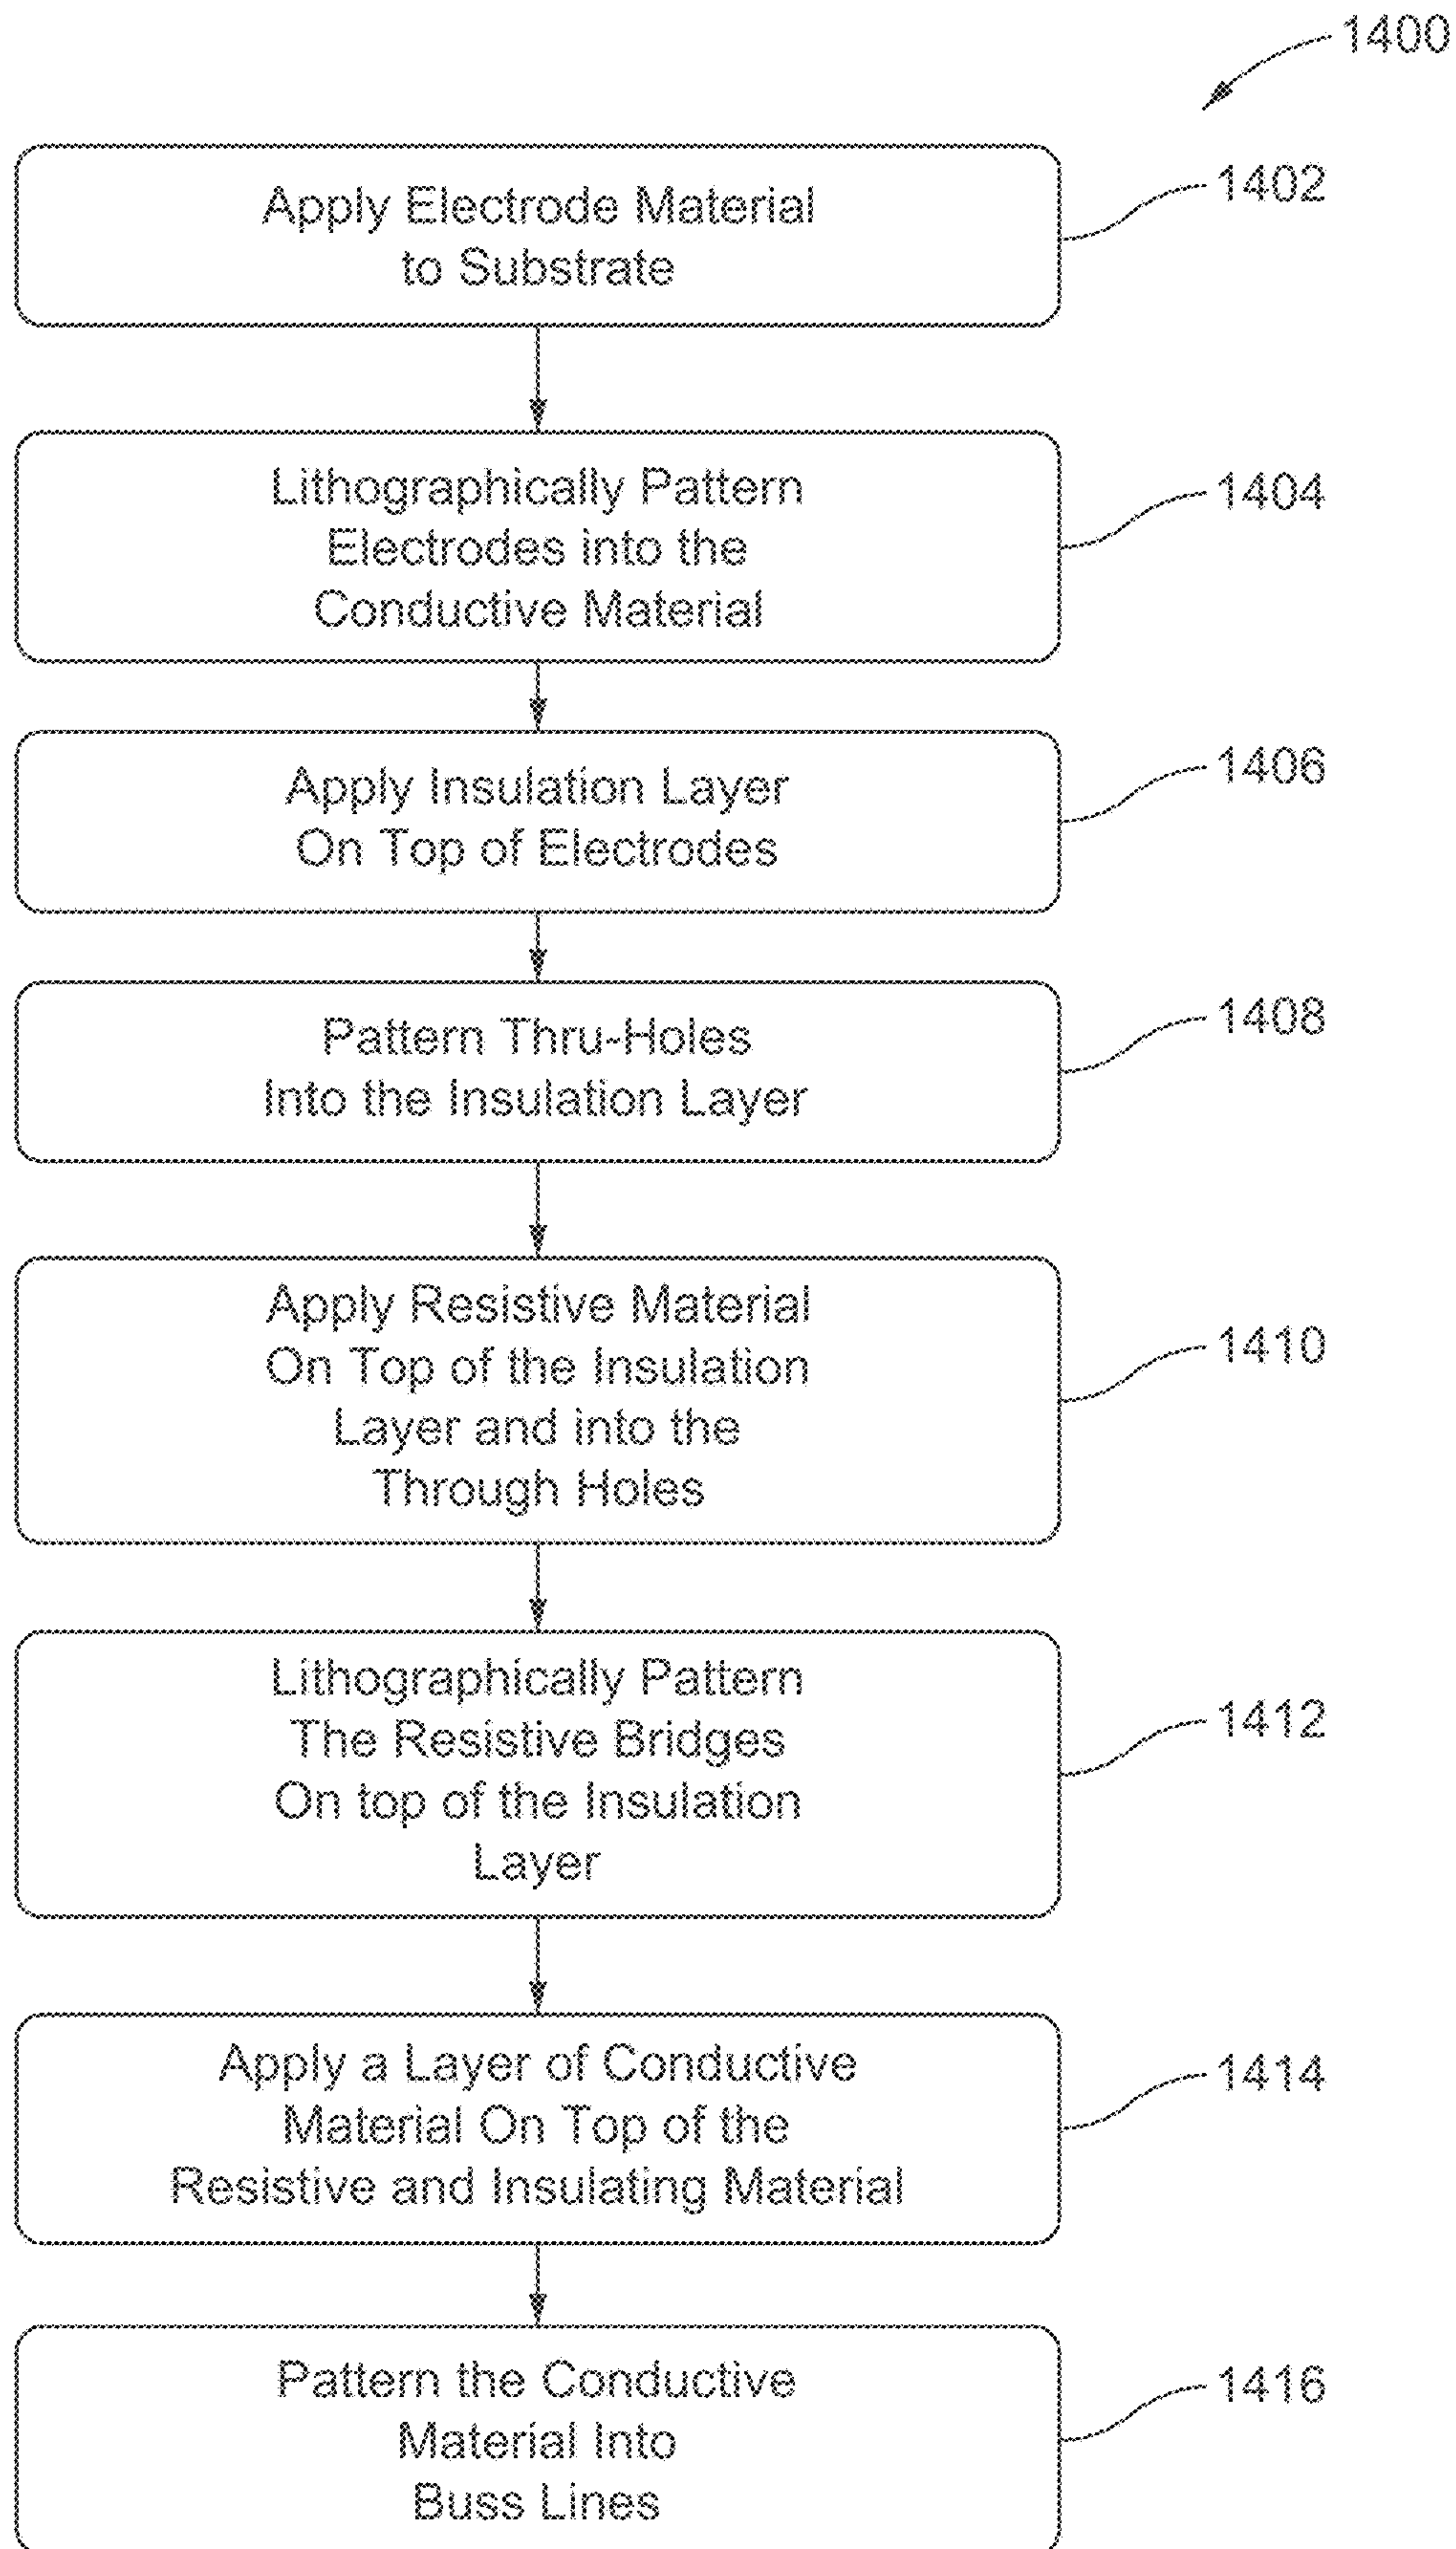 1400
Apply Electrode Material
to Substrate
1402
Lithographically Pattern
Electrodes into the
Conductive Material
1404
Apply Insulation Layer
On Top of Electrodes
1406
Pattern Thru-Holes
Into the Insulation Layer
1408
Apply Resistive Material
On Top of the Insulation
Layer and into the
Through Holes
1410
Lithographically Pattern
The Resistive Bridges
On top of the Insulation
Layer
1412
Apply a Layer of Conductive
Material On Top of the
Resistive and Insulating Material
1414
Pattern the Conductive
Material Into
Buss Lines
1416